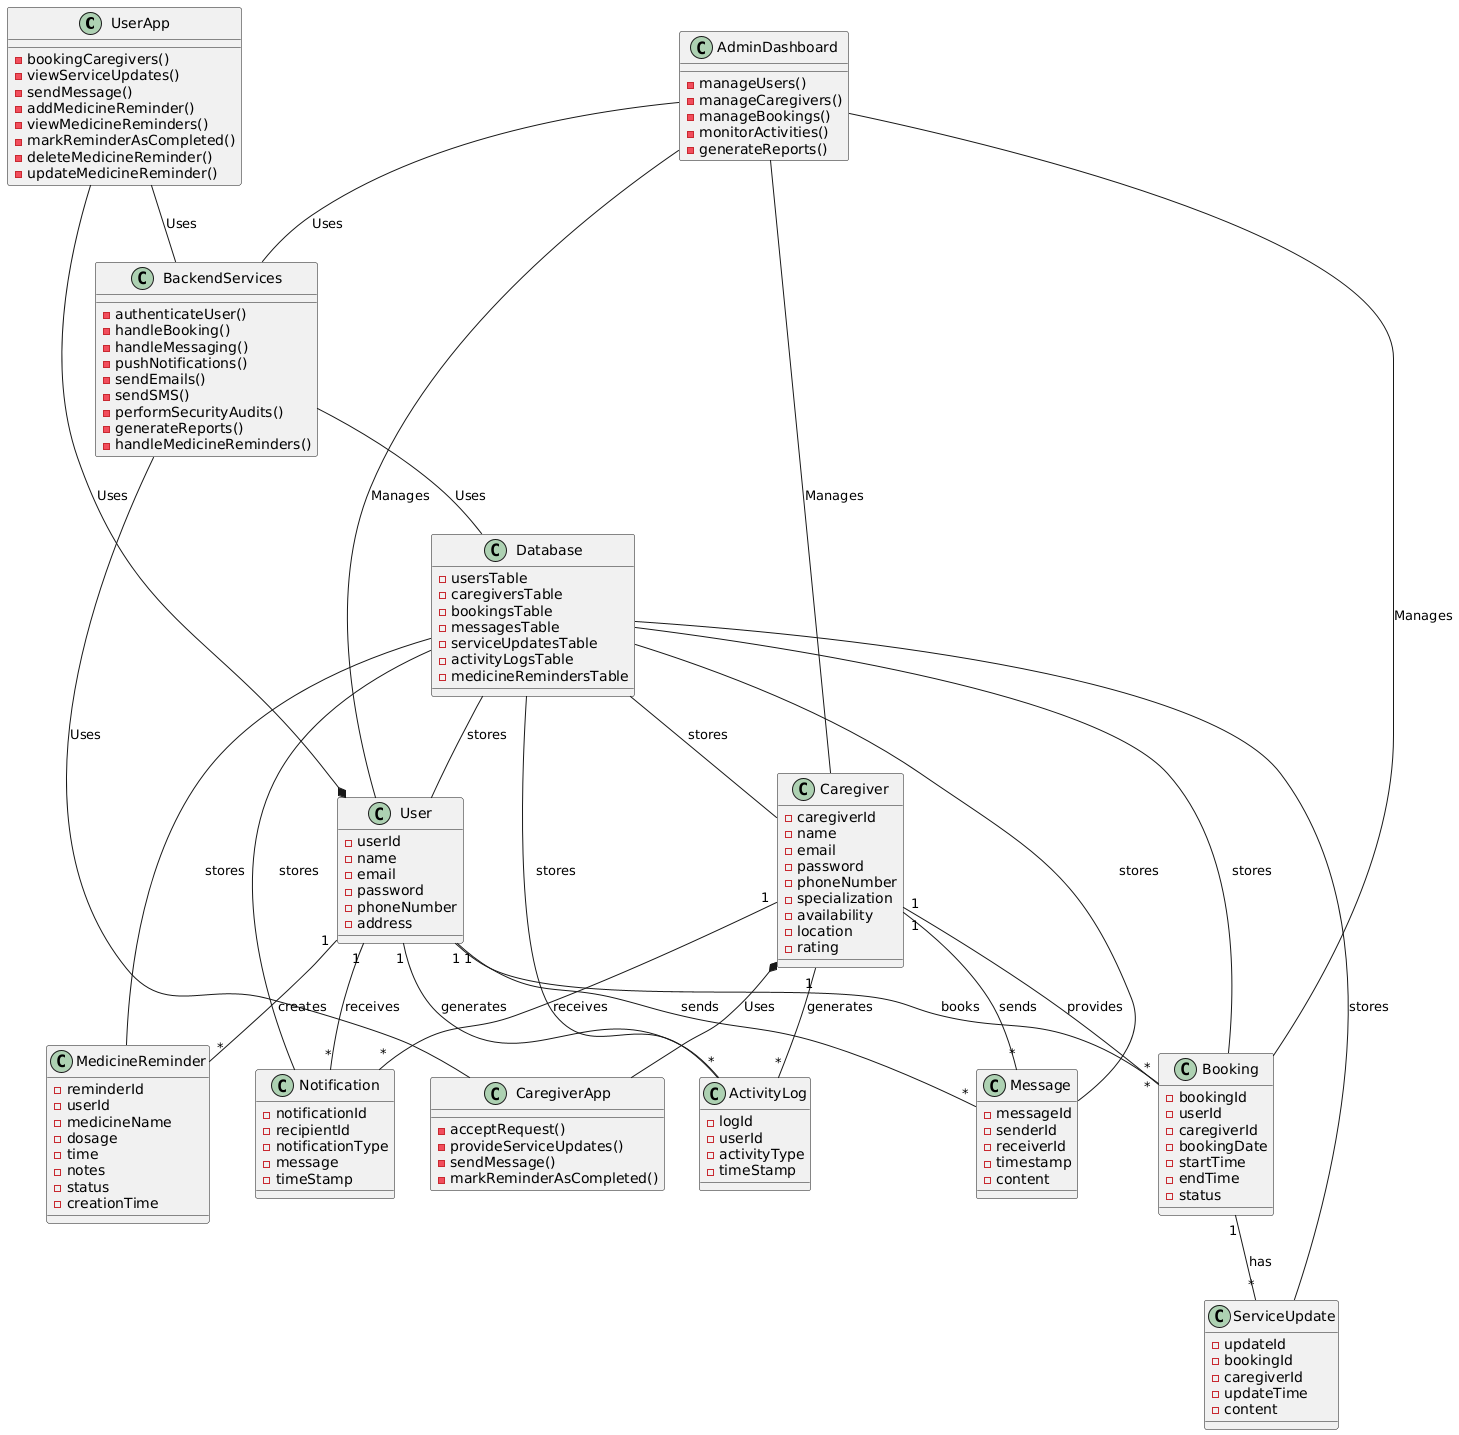 C UserApp
bookingCaregivers()
viewServiceUpdates()
sendMessage()
addMedicineReminder()
viewMedicineReminders()
markReminderAsCompleted()
deleteMedicineReminder()
updateMedicineReminder()
C AdminDashboard
manageUsers()
manageCaregivers()
manageBookings()
monitorActivities()
generateReports()
Uses
Uses
C BackendServices
authenticateUser()
handleBooking()
handleMessaging()
pushNotifications()
sendEmails()
sendSMS()
performSecurityAudits()
generateReports()
handleMedicineReminders()
Uses
Manages
Uses
Manages
C Database
usersTable
caregiversTable
bookingsTable
messagesTable
serviceUpdatesTable
activityLogsTable
medicineRemindersTable
Manages
Uses
stores
stores
C User
userId
name
email
password
phoneNumber
address
C Caregiver
caregiverId
name
email
password
phoneNumber
specialization
availability
location
rating
stores
stores
stores
stores
stores
1
1
1
1
1
1
1
1
1
creates
receives
generates
receives
sends
Uses
generates
books
sends
provides
stores
*
*
*
*
*
*
*
*
*
C MedicineReminder
reminderId
userId
medicineName
dosage
time
notes
status
creationTime
C Notification
notificationId
recipientId
notificationType
message
timeStamp
C CaregiverApp
acceptRequest()
provideServiceUpdates()
sendMessage()
markReminderAsCompleted()
C ActivityLog
logId
userId
activityType
timeStamp
C Message
messageId
senderId
receiverId
timestamp
content
C Booking
bookingId
userId
caregiverId
bookingDate
startTime
endTime
status
1
has
*
C ServiceUpdate
updateId
bookingId
caregiverId
updateTime
content